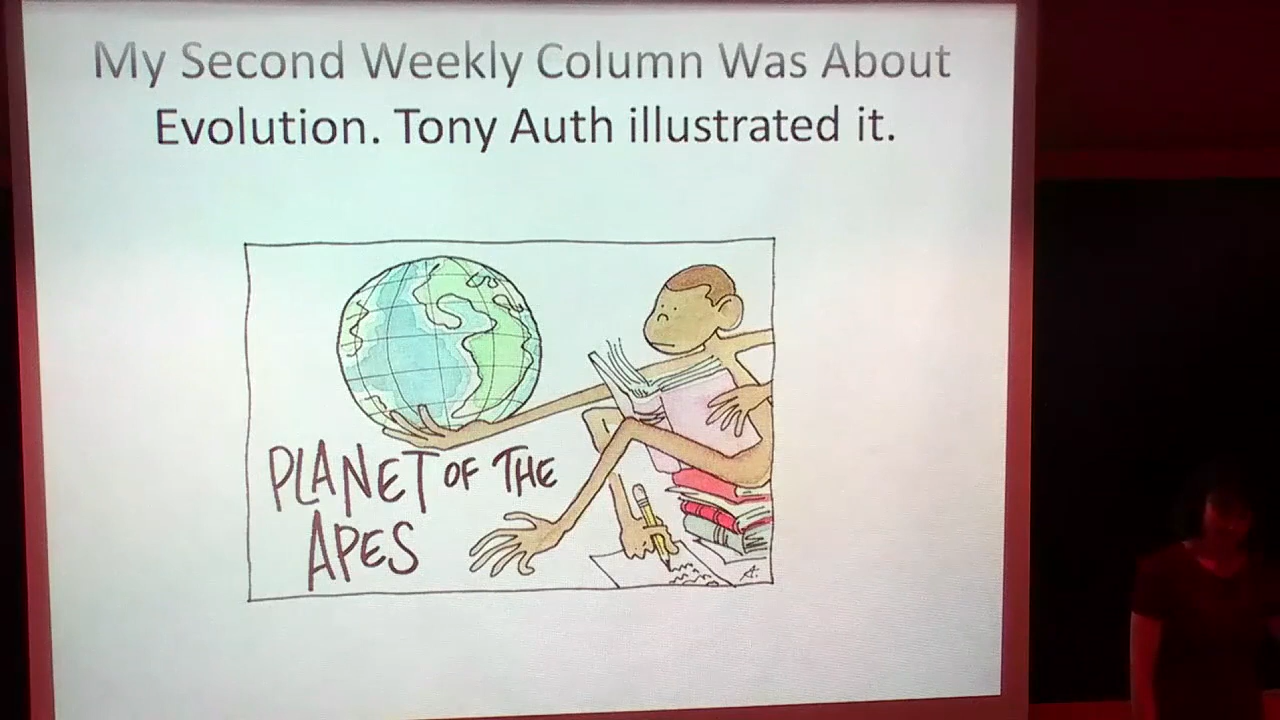 My Second Weekly Column Was About
Evolution. Tony Auth illustrated it.
PLANET OF THE
APES
A.